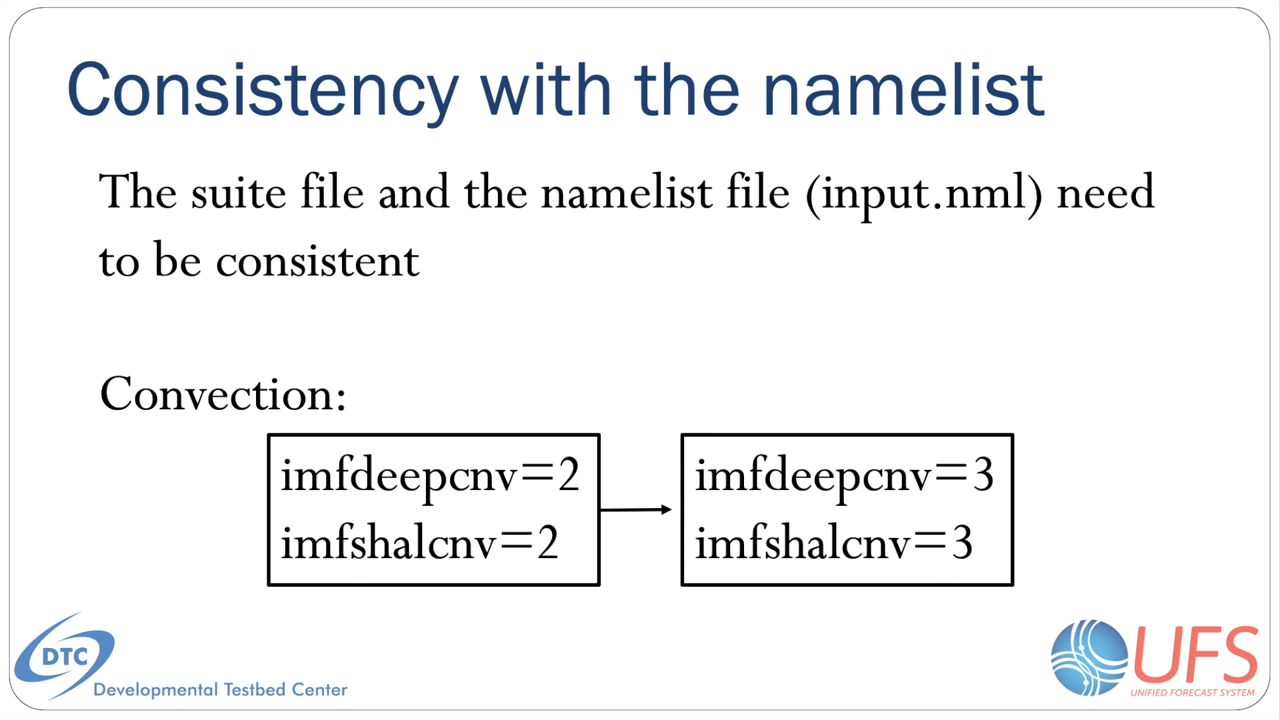 Consistency with the namelist
The suite file and the namelist file (input.nml) need
to be consistent
Convection:
imfdeepcnv=2
imfshalcnv=2
imfdeepcnv=3
imfshalcnv=3
DTC
Developmental Testbed Center
UFS
UNIFIED FORECAST SYSTEM